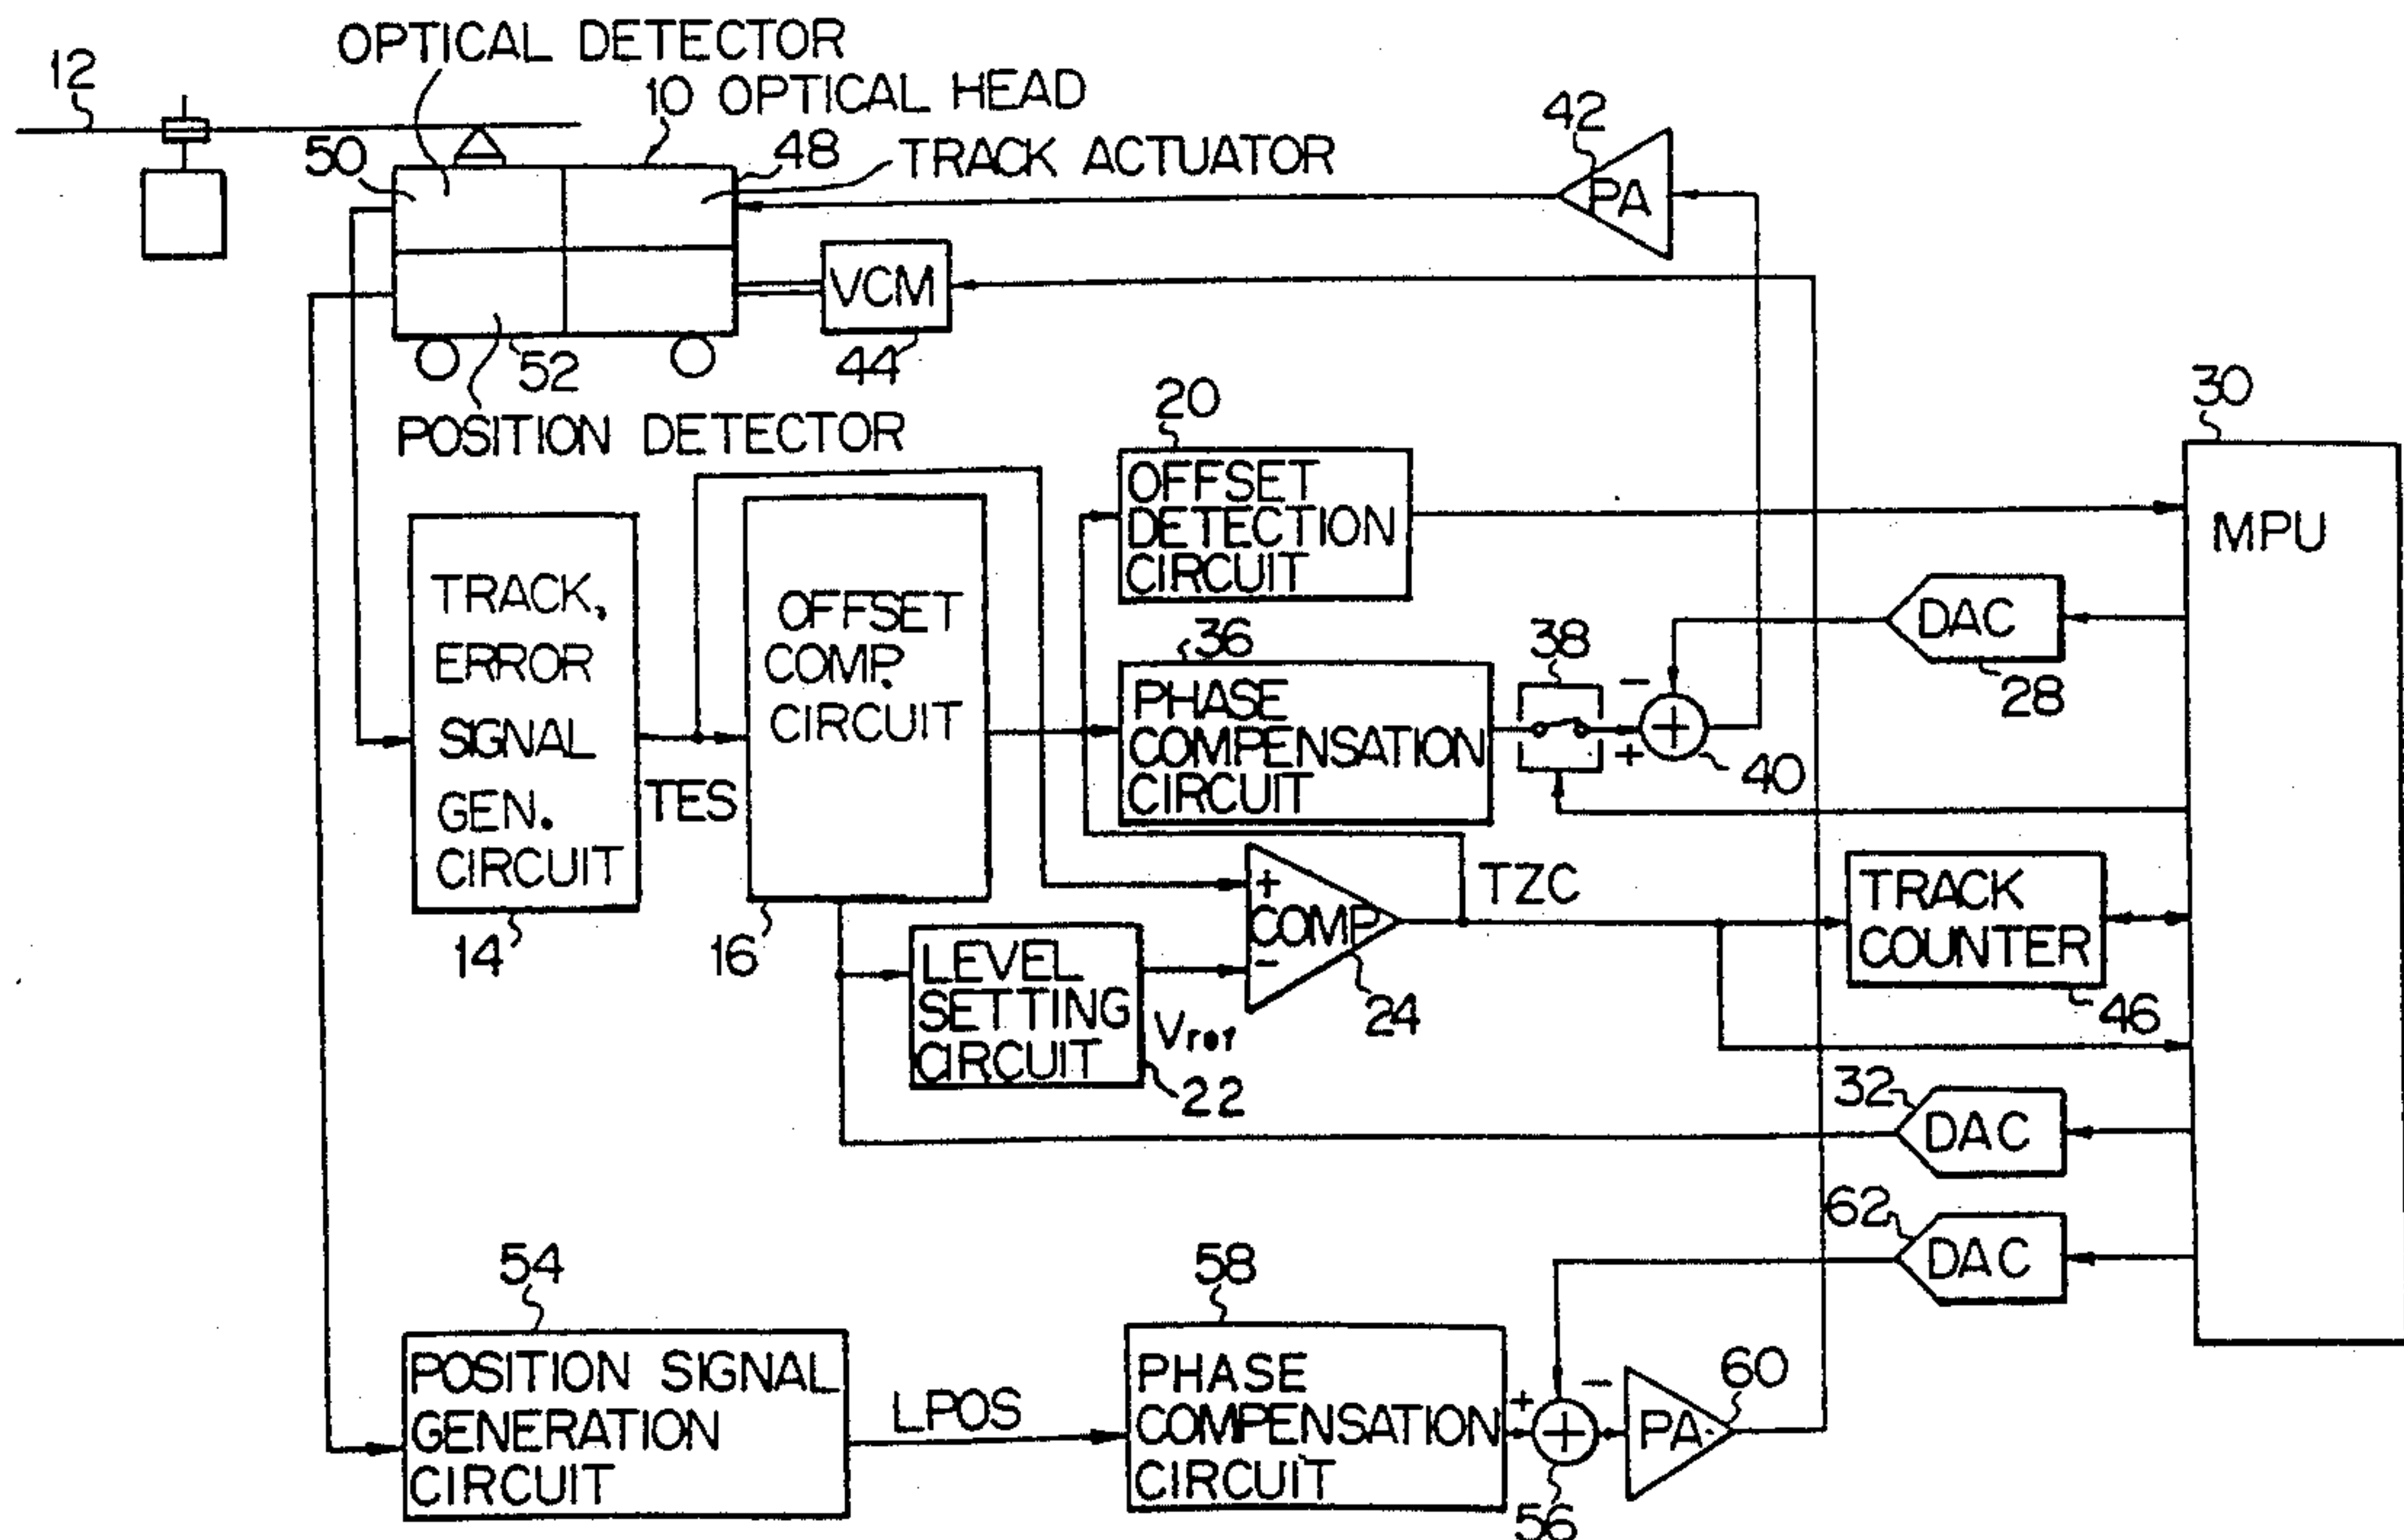 OPTICAL DETECTOR
12
10 OPTICAL HEAD
42
50
48
TRACK ACTUATOR
PA
VCM
52
44
30
20
POSITION DETECTOR
OFFSET
DETECTION
CIRCUIT
MPU
TRACK.
ERROR
SIGNAL
GEN.
CIRCUIT
OFFSET
COMP.
CIRCUIT
DAC
28
36
38
PHASE
COMPENSATION
CIRCUIT
−
+
+
40
TES
14
16
+
COMP
−
TZC
24
TRACK
COUNTER
46
LEVEL
SETTING
CIRCUIT
Vref
22
32
DAC
62
DAC
54
58
POSITION SIGNAL
GENERATION
CIRCUIT
LPOS
PHASE
COMPENSATION
CIRCUIT
+
−
+
56
PA
60